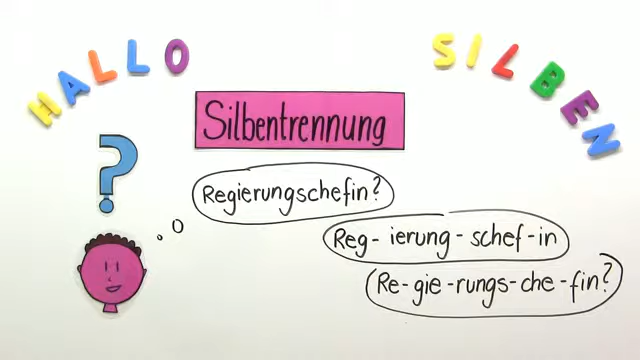 HALLO
SILBEN
Silbentrennung
?
Regierungschefin?
Reg-ierung-schef-in
Re-gie-rungs-che-fin?